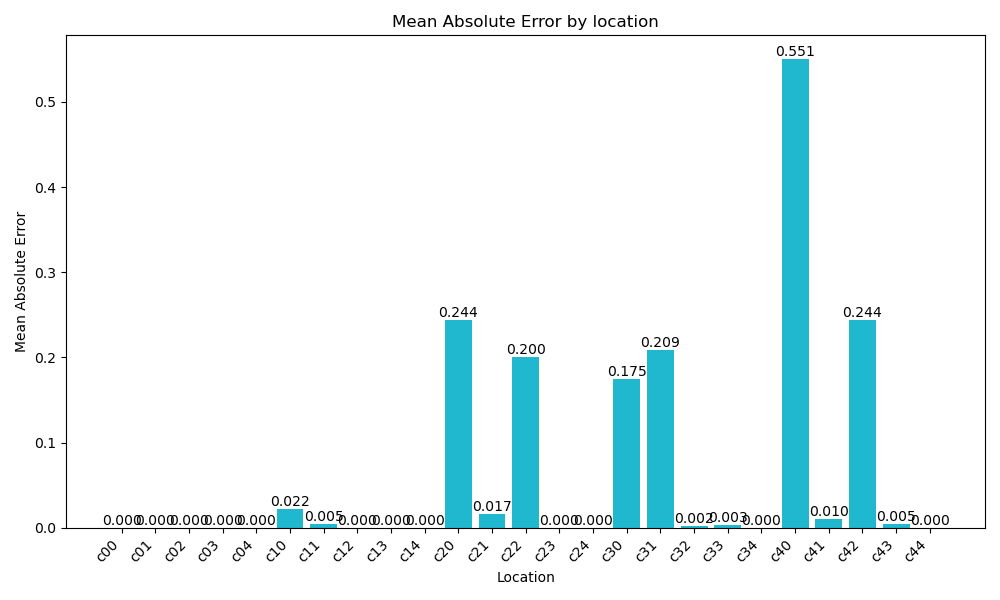 Mean Absolute Error by location
Mean Absolute Error
0.5
0.4
0.3
0.2
0.1
0.0
0.000
0.000
0.000
0.000
0.000
0.022
0.005
0.000
0.000
0.000
0.244
0.017
0.200
0.000
0.000
0.175
0.209
0.002
0.003
0.000
0.551
0.010
0.244
0.005
0.000
c00
c01
c02
c03
c04
c10
c11
c12
c13
c14
c20
c21
c22
c23
c24
c30
c31
c32
c33
c34
c40
c41
c42
c43
c44
Location